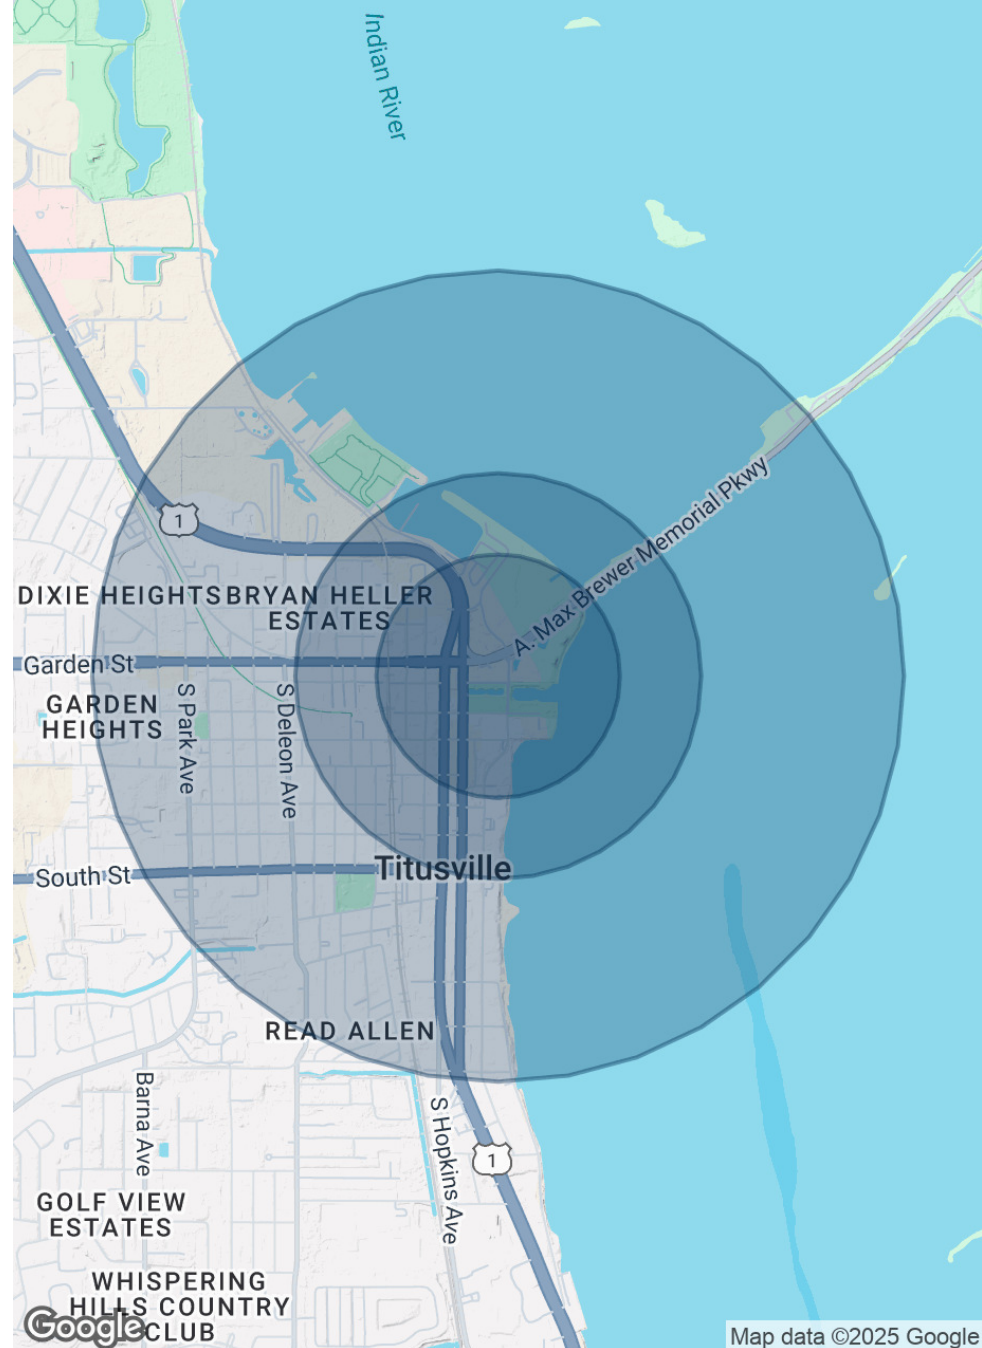 Indian River
A. Max Brewer Memorial Pkwy
1
DIXIE HEIGHTS
BRYAN HELLER
ESTATES
Garden St
GARDEN
HEIGHTS
S Park Ave
S Deleon Ave
South St
Titusville
READ ALLEN
Barna Ave
S Hopkins Ave
1
GOLF VIEW
ESTATES
WHISPERING
HILLS COUNTRY
CLUB
Google
Map data ©2025 Google